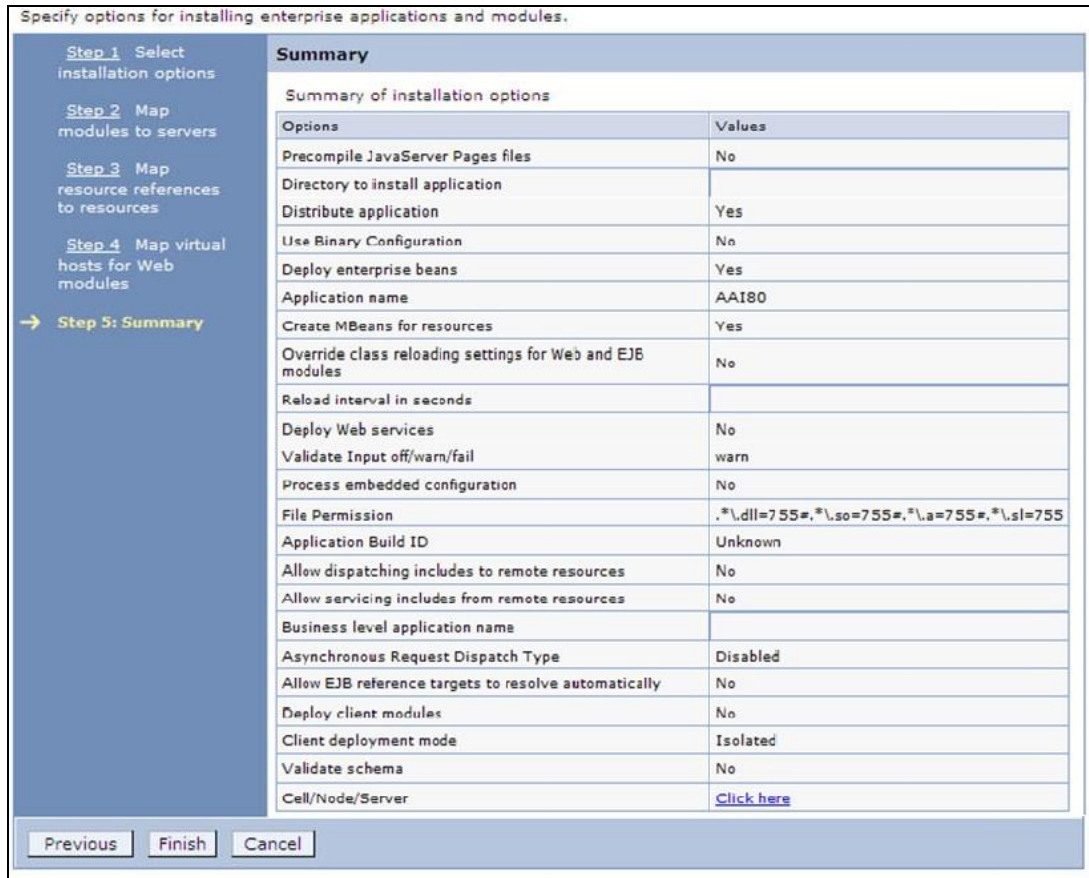 Specify options for installing enterprise applications and modules.
Step 1 Select
installation options
Step 2 Map
modules to servers
Step 3 Map
resource references
to resources
Step 4 Map virtual
hosts for Web
modules
Step 5: Summary
Summary
Summary of installation options
Options Values
Precompile JavaServer Pages files No
Directory to install application
Distribute application Yes
Use Binary Configuration No
Deploy enterprise beans Yes
Application name AAI80
Create MBeans for resources Yes
Override class reloading settings for Web and EJB
modules No
Reload interval in seconds
Deploy Web services No
Validate Input off/warn/fail warn
Process embedded configuration No
File Permission .*\.dll=755#.*\.so=755#.*\.a=755#.*\.sl=755
Application Build ID Unknown
Allow dispatching includes to remote resources No
Allow servicing includes from remote resources No
Business level application name
Asynchronous Request Dispatch Type Disabled
Allow EJB reference targets to resolve automatically No
Deploy client modules No
Client deployment mode Isolated
Validate schema No
Cell/Node/Server Click here
Previous Finish Cancel